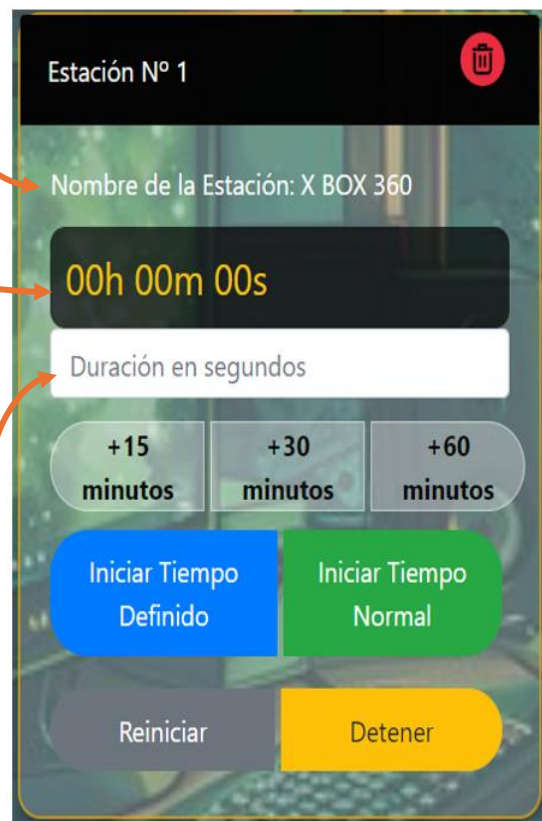 Estación Nº 1
Nombre de la Estación: X BOX 360
00h 00m 00s
Duración en segundos
+15
minutos
+30
minutos
+60
minutos
Iniciar Tiempo
Definido
Iniciar Tiempo
Normal
Reiniciar
Detener